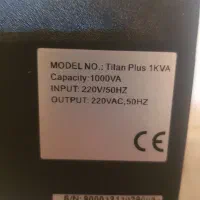 MODEL NO.: Titan Plus 1KVA
Capacity:1000VA
INPUT: 220V/50HZ
OUTPUT: 220VAC,50HZ
CE